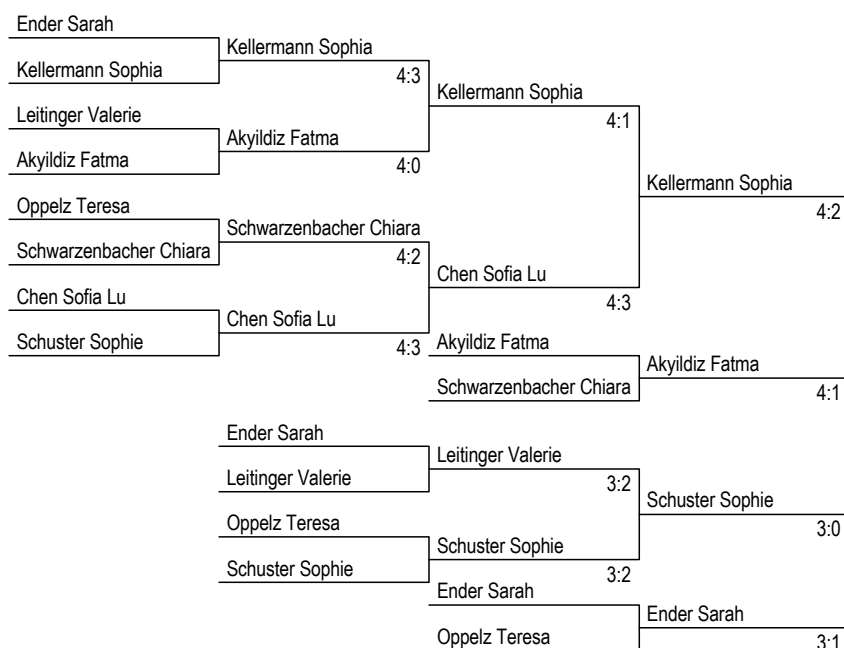 Ender Sarah
Kellermann Sophia
Kellermann Sophia
4:3
Kellermann Sophia
4:1
Leitinger Valerie
Akyildiz Fatma
Akyildiz Fatma
4:0
Kellermann Sophia
4:2
Oppelz Teresa
Schwarzenbacher Chiara
Schwarzenbacher Chiara
4:2
Chen Sofia Lu
4:3
Chen Sofia Lu
Chen Sofia Lu
4:3
Schuster Sophie
Akyildiz Fatma
Akyildiz Fatma
4:1
Schwarzenbacher Chiara
Ender Sarah
Leitinger Valerie
Leitinger Valerie
3:2
Schuster Sophie
3:0
Oppelz Teresa
Schuster Sophie
Schuster Sophie
3:2
Ender Sarah
Ender Sarah
3:1
Oppelz Teresa